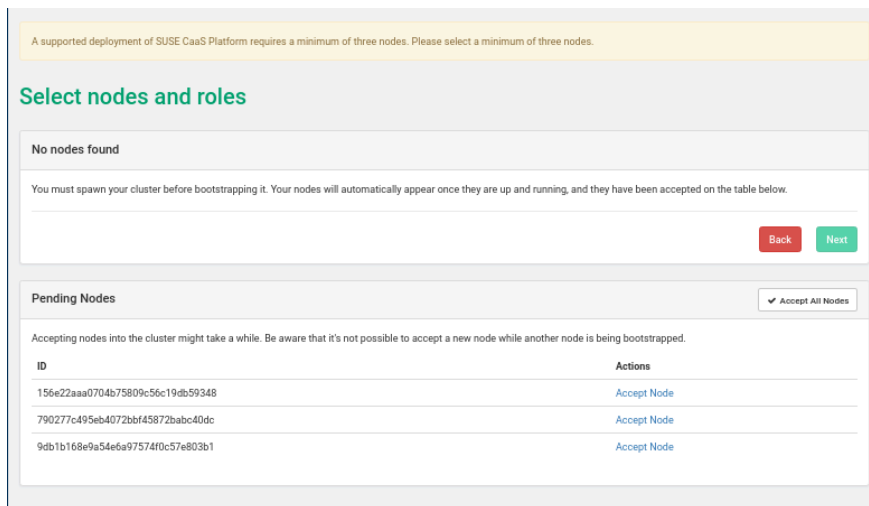 A supported deployment of SUSE CaaS Platform requires a minimum of three nodes. Please select a minimum of three nodes.
Select nodes and roles
No nodes found
You must spawn your cluster before bootstrapping it. Your nodes will automatically appear once they are up and running, and they have been accepted on the table below.
Back Next
Pending Nodes Accept All Nodes
Accepting nodes into the cluster might take a while. Be aware that it's not possible to accept a new node while another node is being bootstrapped.
ID Actions
156e22aaa0704b75809c56c19db59348 Accept Node
790277c495eb4072bbf45872babc40dc Accept Node
9db1b168e9a54e6a97574f0c57e803b1 Accept Node